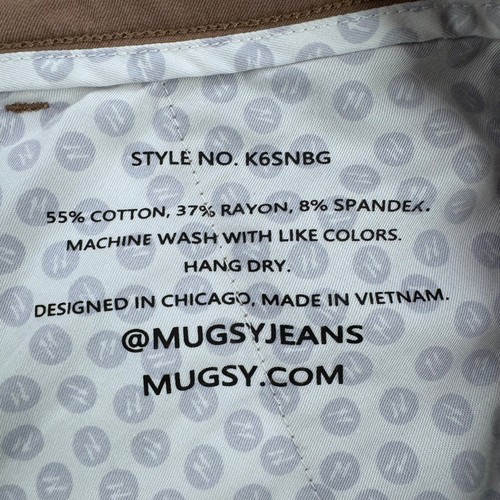 STYLE NO. K6SNBG
55% COTTON, 37% RAYON, 8% SPANDEX.
MACHINE WASH WITH LIKE COLORS.
HANG DRY.
DESIGNED IN CHICAGO, MADE IN VIETNAM.
@MUGSYJEANS
MUGSY.COM